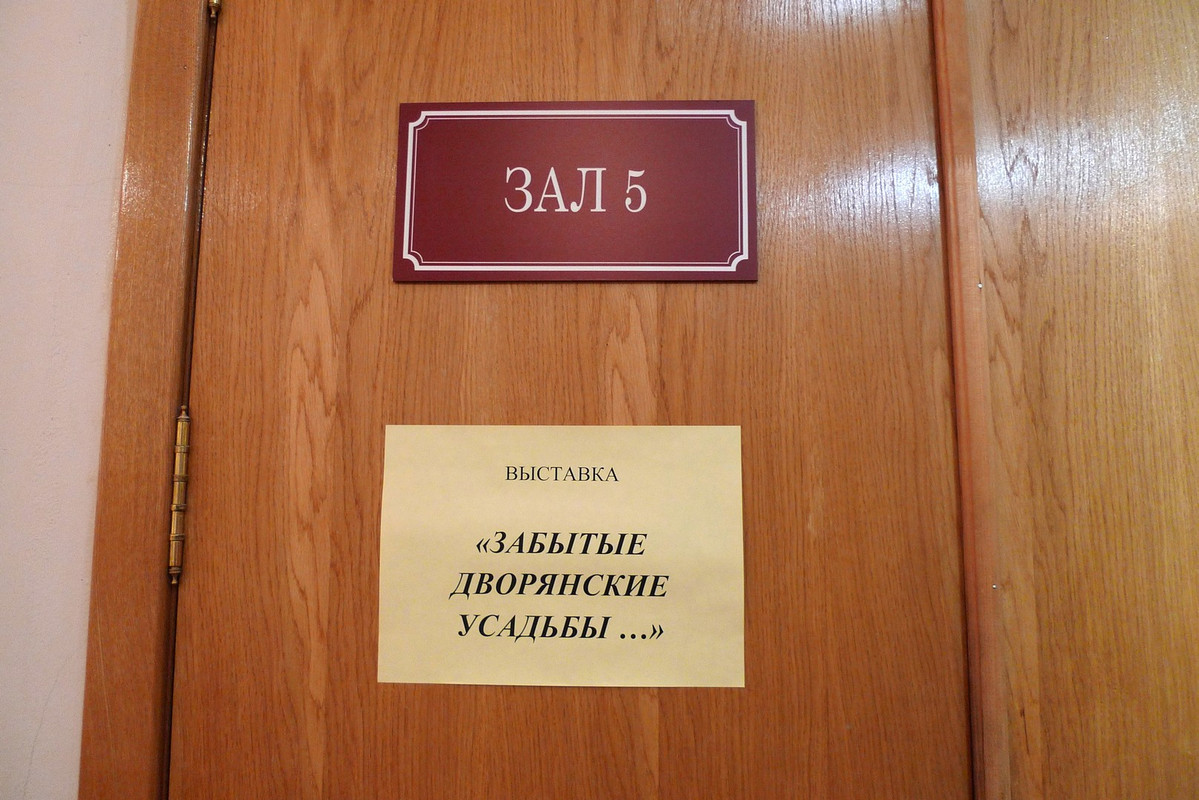 ЗАЛ 5
ВЫСТАВКА
«ЗАБЫТЫЕ
ДВОРЯНСКИЕ
УСАДЬБЫ ...»